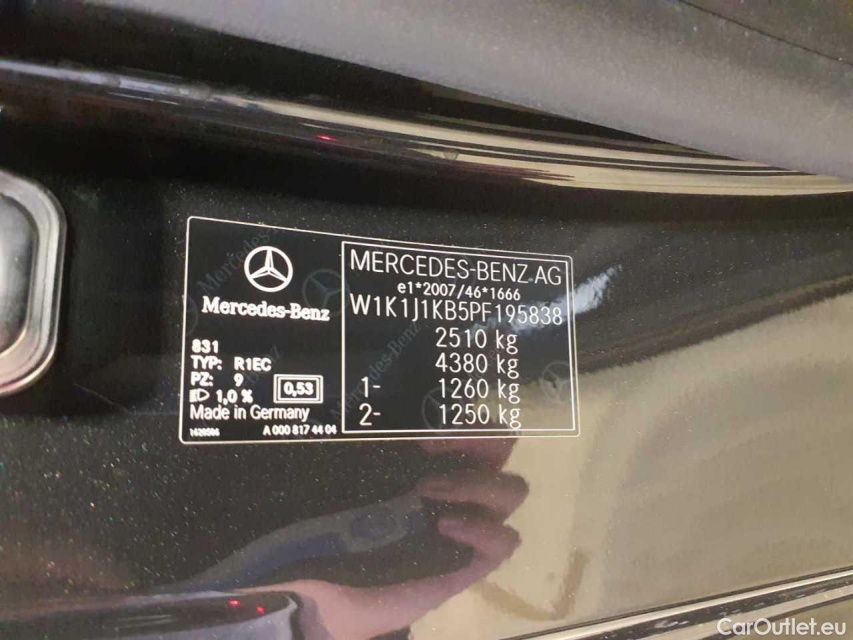 Mercedes-Benz
831
TYP: R1EC
PZ: 9
1,0 %
0,53
Made in Germany
A 000 817 44 04
MERCEDES-BENZ AG
e1*2007/46*1666
W1K1J1KB5PF195838
2510 kg
4380 kg
1- 1260 kg
2- 1250 kg
CarOutlet.eu